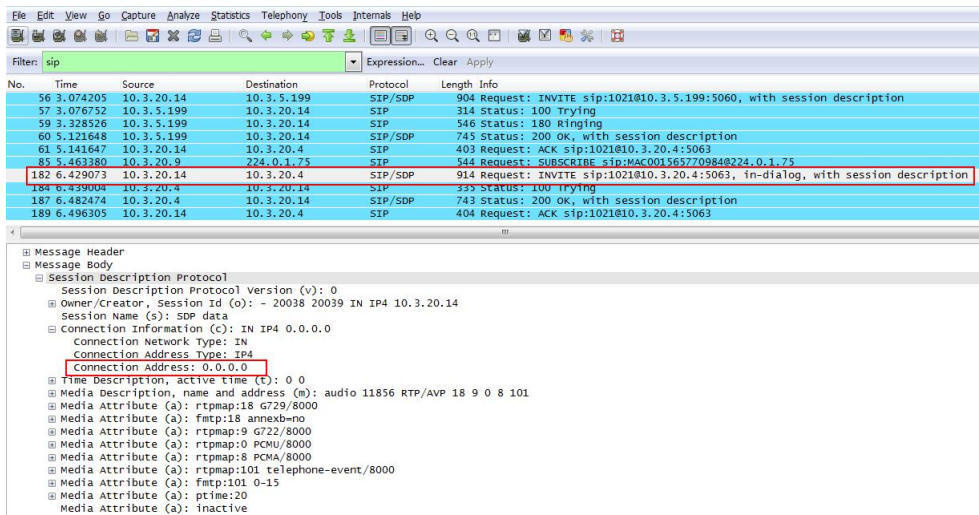 File Edit View Go Capture Analyze Statistics Telephony Tools Internals Help
Filter: sip Expression... Clear Apply
No. Time Source Destination Protocol Length Info
56 3.074205 10.3.20.14 10.3.5.199 SIP/SDP 904 Request: INVITE sip:1021@10.3.5.199:5060, with session description
57 3.076752 10.3.5.199 10.3.20.14 SIP 314 Status: 100 Trying
59 3.328526 10.3.5.199 10.3.20.14 SIP 546 Status: 180 Ringing
60 5.121648 10.3.5.199 10.3.20.14 SIP/SDP 745 Status: 200 OK, with session description
61 5.141647 10.3.20.14 10.3.20.4 SIP 403 Request: ACK sip:1021@10.3.20.4:5063
85 5.463380 10.3.20.9 224.0.1.75 SIP 544 Request: SUBSCRIBE sip:MAC001565770984@224.0.1.75
182 6.429073 10.3.20.14 10.3.20.4 SIP/SDP 914 Request: INVITE sip:1021@10.3.20.4:5063, in-dialog, with session description
184 6.439004 10.3.20.4 10.3.20.14 SIP 335 Status: 100 Trying
187 6.482474 10.3.20.4 10.3.20.14 SIP/SDP 743 Status: 200 OK, with session description
189 6.496305 10.3.20.14 10.3.20.4 SIP 404 Request: ACK sip:1021@10.3.20.4:5063
Message Header
Message Body
Session Description Protocol
Session Description Protocol Version (v): 0
Owner/Creator, Session Id (o): - 20038 20039 IN IP4 10.3.20.14
Session Name (s): SDP data
Connection Information (c): IN IP4 0.0.0.0
Connection Network Type: IN
Connection Address Type: IP4
Connection Address: 0.0.0.0
Time Description, active time (t): 0 0
Media Description, name and address (m): audio 11856 RTP/AVP 18 9 0 8 101
Media Attribute (a): rtpmap:18 G729/8000
Media Attribute (a): fmtp:18 annexb=no
Media Attribute (a): rtpmap:9 G722/8000
Media Attribute (a): rtpmap:0 PCMU/8000
Media Attribute (a): rtpmap:8 PCMA/8000
Media Attribute (a): rtpmap:101 telephone-event/8000
Media Attribute (a): fmtp:101 0-15
Media Attribute (a): ptime:20
Media Attribute (a): inactive